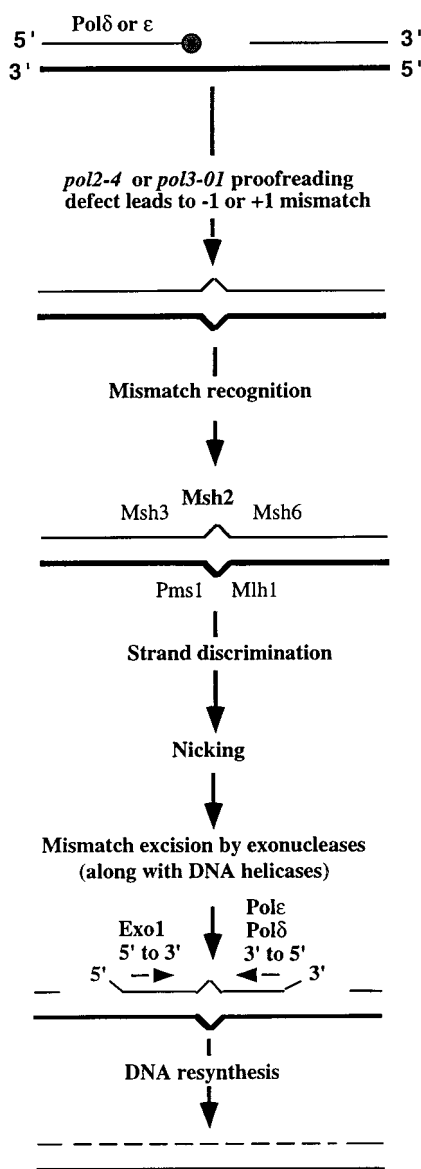 Polδ or ε
5' 3'
3' 5'
pol2-4 or pol3-01 proofreading
defect leads to -1 or +1 mismatch
Mismatch recognition
Msh2
Msh3 Msh6
Pms1 Mlh1
Strand discrimination
Nicking
Mismatch excision by exonucleases
(along with DNA helicases)
Polε
Exo1 Polδ
5' to 3' 3' to 5'
5' 3'
DNA resynthesis